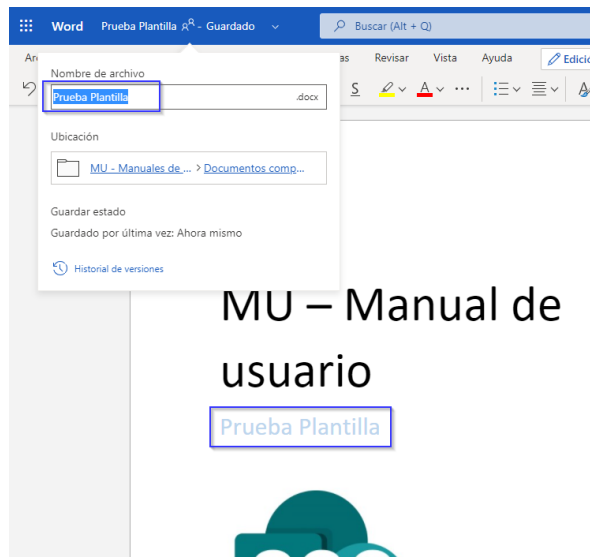 Word Prueba Plantilla - Guardado Buscar (Alt + Q)
as Revisar Vista Ayuda Edició
Nombre de archivo
Prueba Plantilla .docx
S A
Ubicación
MU - Manuales de ... > Documentos comp...
Guardar estado
Guardado por última vez: Ahora mismo
Historial de versiones
MU – Manual de
usuario
Prueba Plantilla